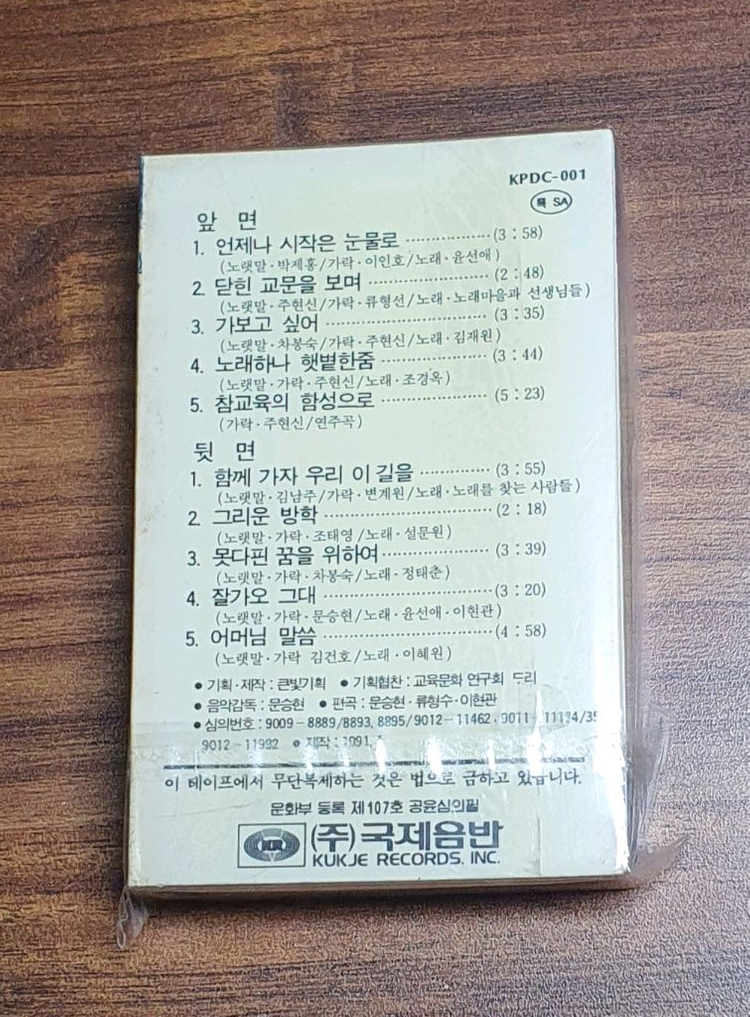 KPDC-001
특 SA
앞 면
1. 언제나 시작은 눈물로 ··················(3 : 58)
(노랫말·박제홍/가락·이인호/노래·윤선애)
2. 닫힌 교문을 보며 ··················(2 : 48)
(노랫말·주현신/가락·류형선/노래·노래마을과 선생님들)
3. 가보고 싶어 ··················(3 : 35)
(노랫말·차봉숙/가락·주현신/노래·김재원)
4. 노래하나 햇볕한줌 ··················(3 : 44)
(노랫말·가락·주현신/노래·조경옥)
5. 참교육의 함성으로 ··················(5 : 23)
(가락·주현신/연주곡)
뒷 면
1. 함께 가자 우리 이 길을 ··················(3 : 55)
(노랫말·김남주/가락·변계원/노래·노래를 찾는 사람들)
2. 그리운 방학 ··················(2 : 18)
(노랫말·가락·조태영/노래·설문원)
3. 못다핀 꿈을 위하여 ··················(3 : 39)
(노랫말·가락·차봉숙/노래·정태춘)
4. 잘가오 그대 ··················(3 : 20)
(노랫말·가락·문승현/노래·윤선애·이현관)
5. 어머님 말씀 ··················(4 : 58)
(노랫말·가락 김건호/노래·이혜원)
● 기획·제작 : 큰빛기획 ● 기획협찬 : 교육문화 연구회
● 음악감독 : 문승현 ● 편곡 : 문승현·류형수·이현관
● 심의번호 : 9009-8889/8893, 8895/9012-11462·9011-
9012-11992 ● 제작 : 1991.
이 테이프에서 무단복제하는 것은 법으로 금하고 있습니다.
문화부 등록 제107호 공윤심의필
(주)국제음반
KUKJE RECORDS, INC.